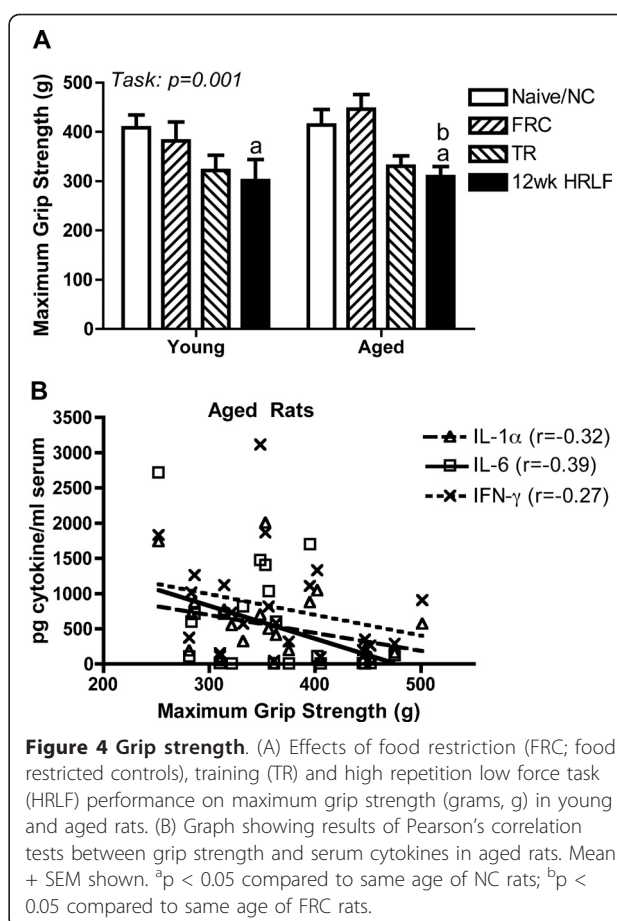 A
Task: p=0.001
Maximum Grip Strength (g)
500
400
300
200
100
0
a
b
a
Young
Aged
Naive/NC
FRC
TR
12wk HRLF
B
Aged Rats
pg cytokine/ml serum
3500
3000
2500
2000
1500
1000
500
0
200
300
400
500
Maximum Grip Strength (g)
IL-1α (r=-0.32)
IL-6 (r=-0.39)
IFN-γ (r=-0.27)
Figure 4 Grip strength. (A) Effects of food restriction (FRC; food
restricted controls), training (TR) and high repetition low force task
(HRLF) performance on maximum grip strength (grams, g) in young
and aged rats. (B) Graph showing results of Pearson's correlation
tests between grip strength and serum cytokines in aged rats. Mean
+ SEM shown. ᵃp < 0.05 compared to same age of NC rats; ᵇp <
0.05 compared to same age of FRC rats.